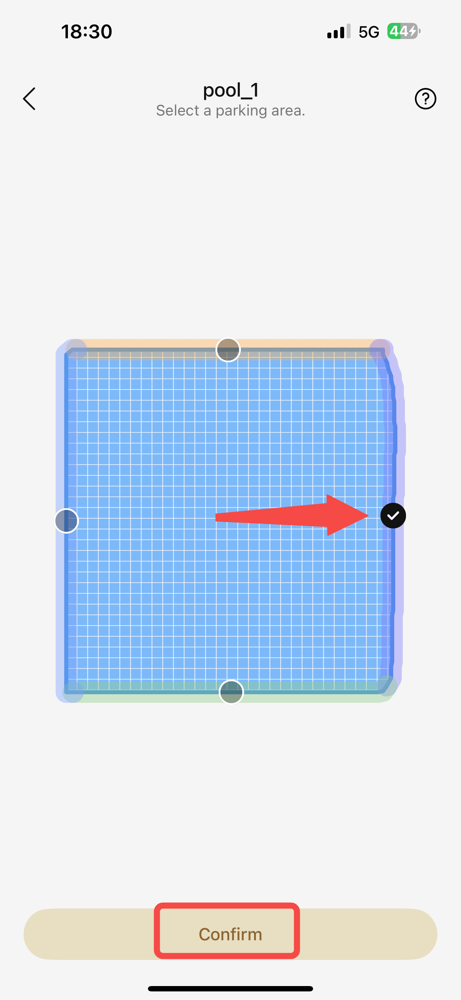 18:30
5G
44
pool_1
Select a parking area.
Confirm